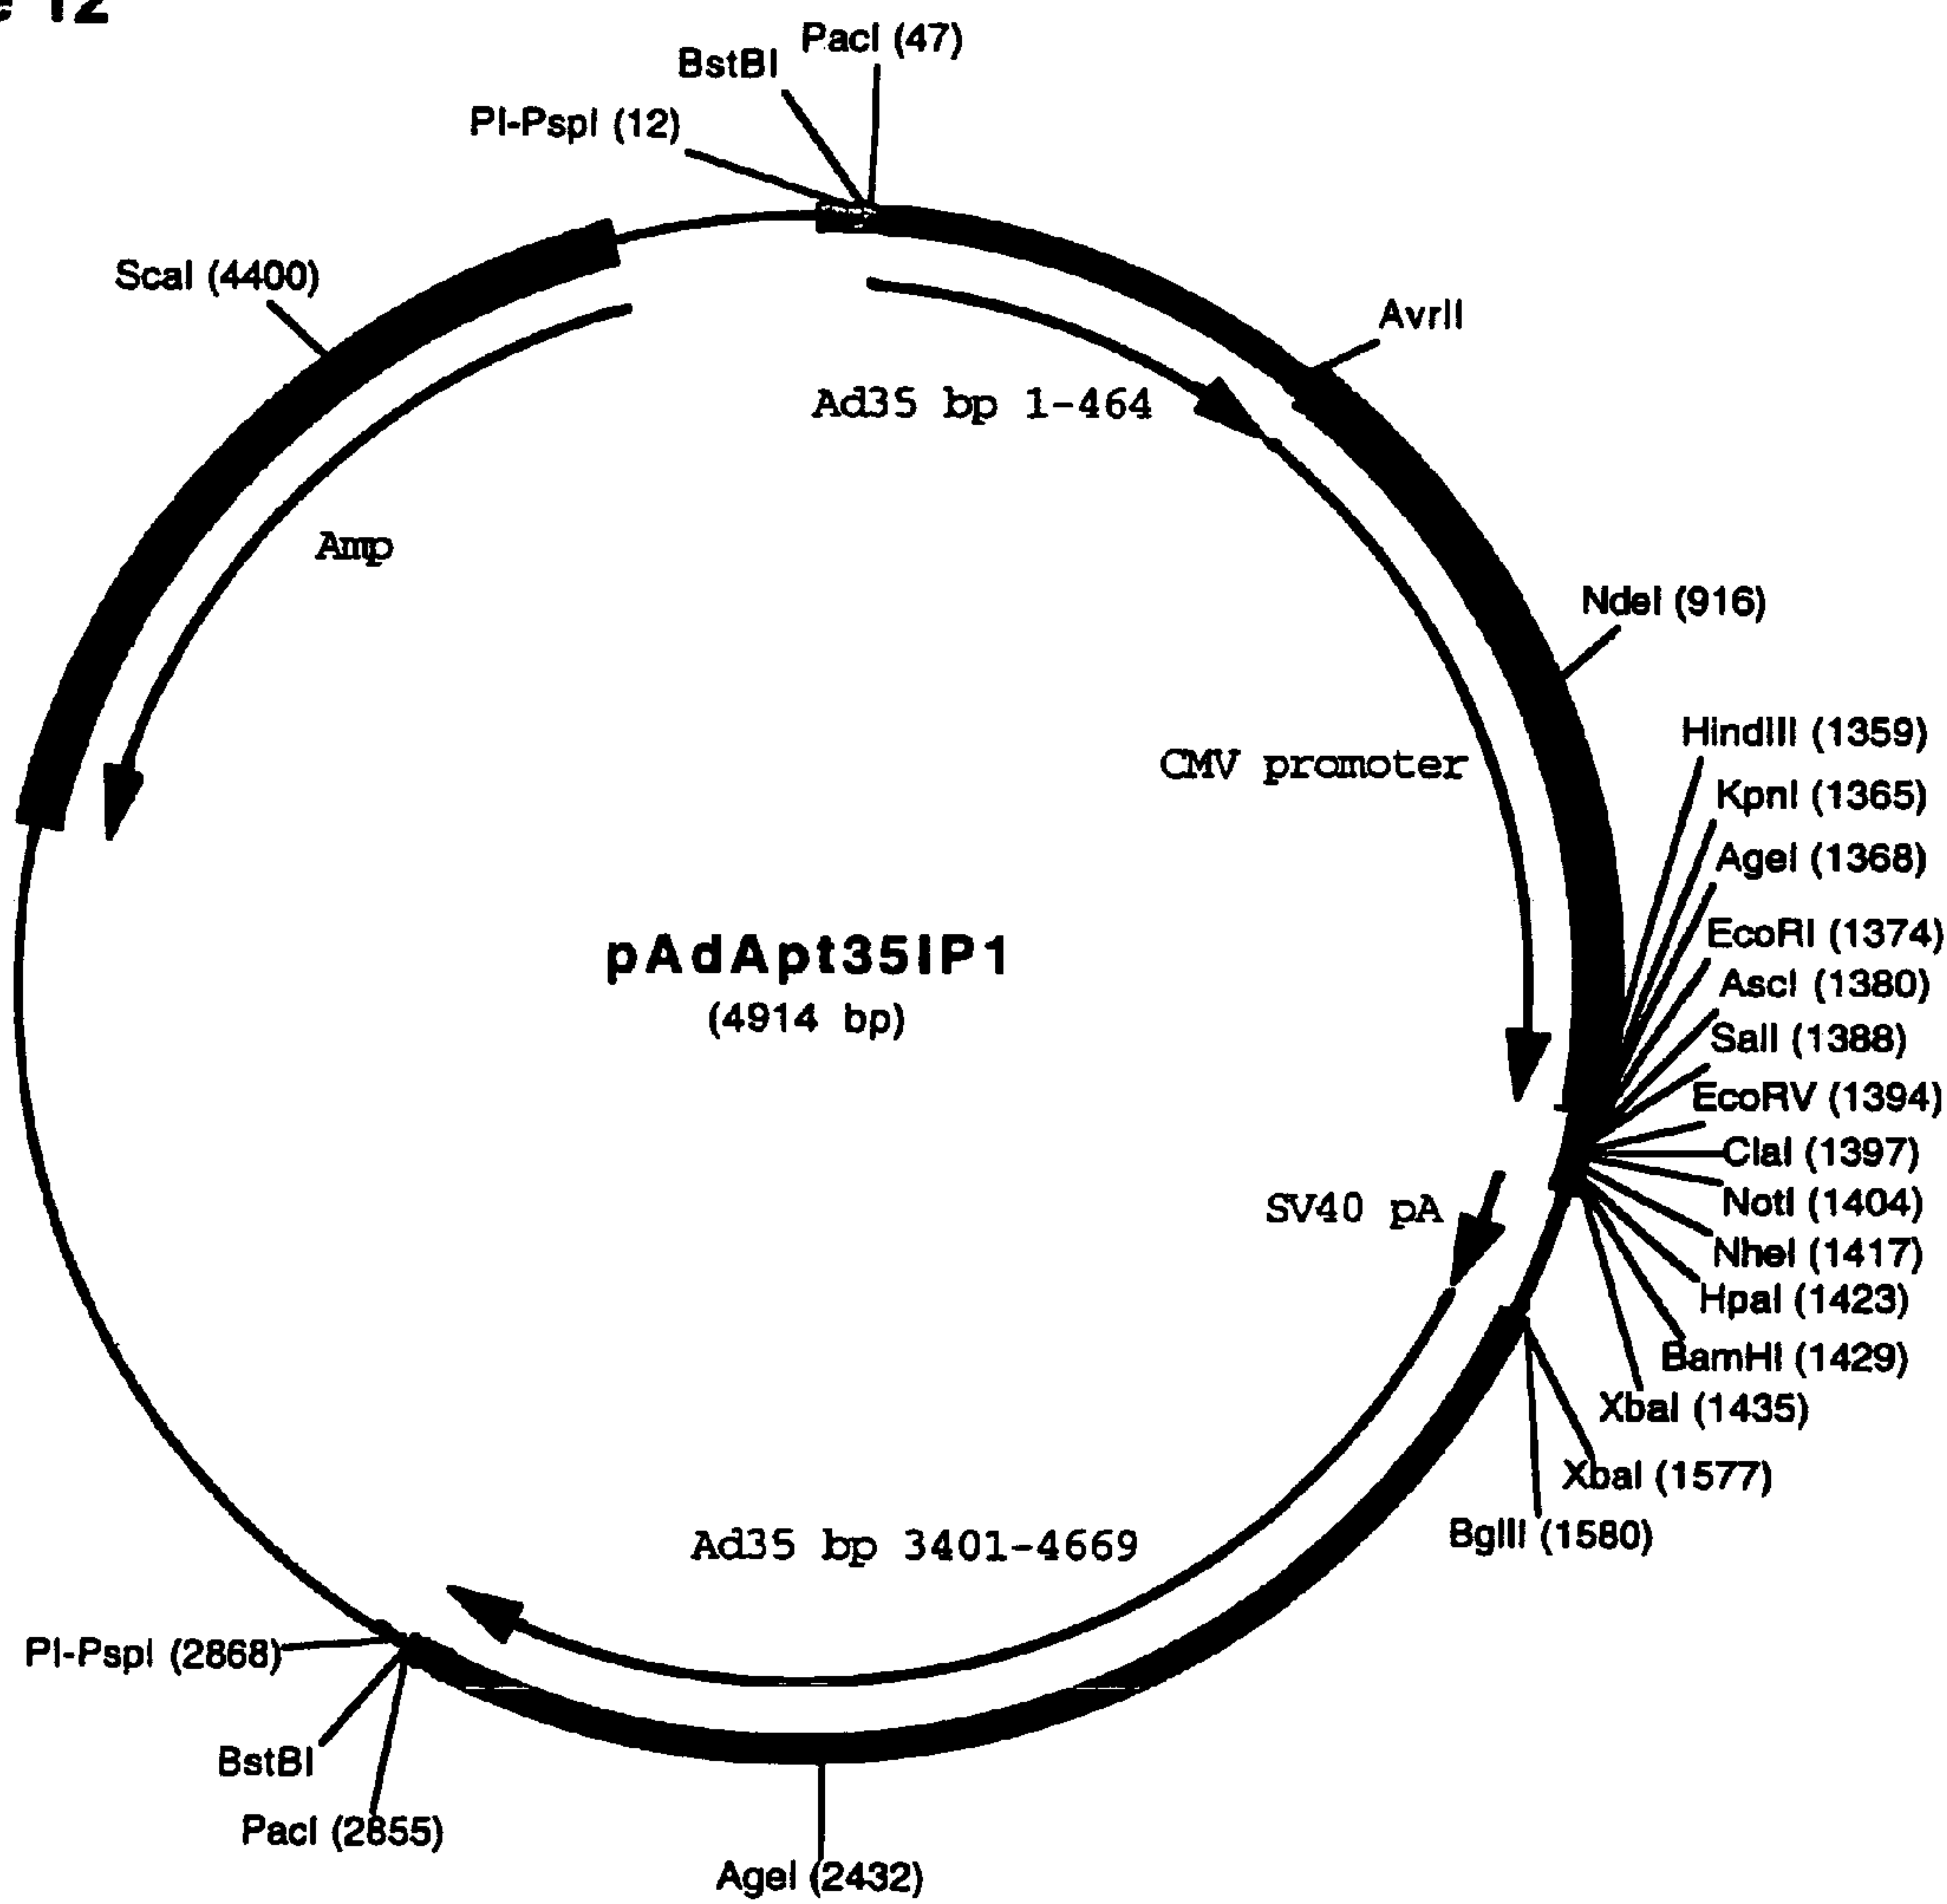 12
PacI (47)
BstBI
PI-PspI (12)
ScaI (4400)
AvrII
Ad35 bp 1-464
Amp
NdeI (916)
HindIII (1359)
CMV promoter
KpnI (1365)
AgeI (1368)
EcoRI (1374)
pAdApt35IP1
AscI (1380)
(4914 bp)
SalI (1388)
EcoRV (1394)
ClaI (1397)
SV40 pA
NotI (1404)
NheI (1417)
HpaI (1423)
BamHI (1429)
XbaI (1435)
XbaI (1577)
BglII (1580)
Ad35 bp 3401-4669
PI-PspI (2868)
BstBI
PacI (2855)
AgeI (2432)